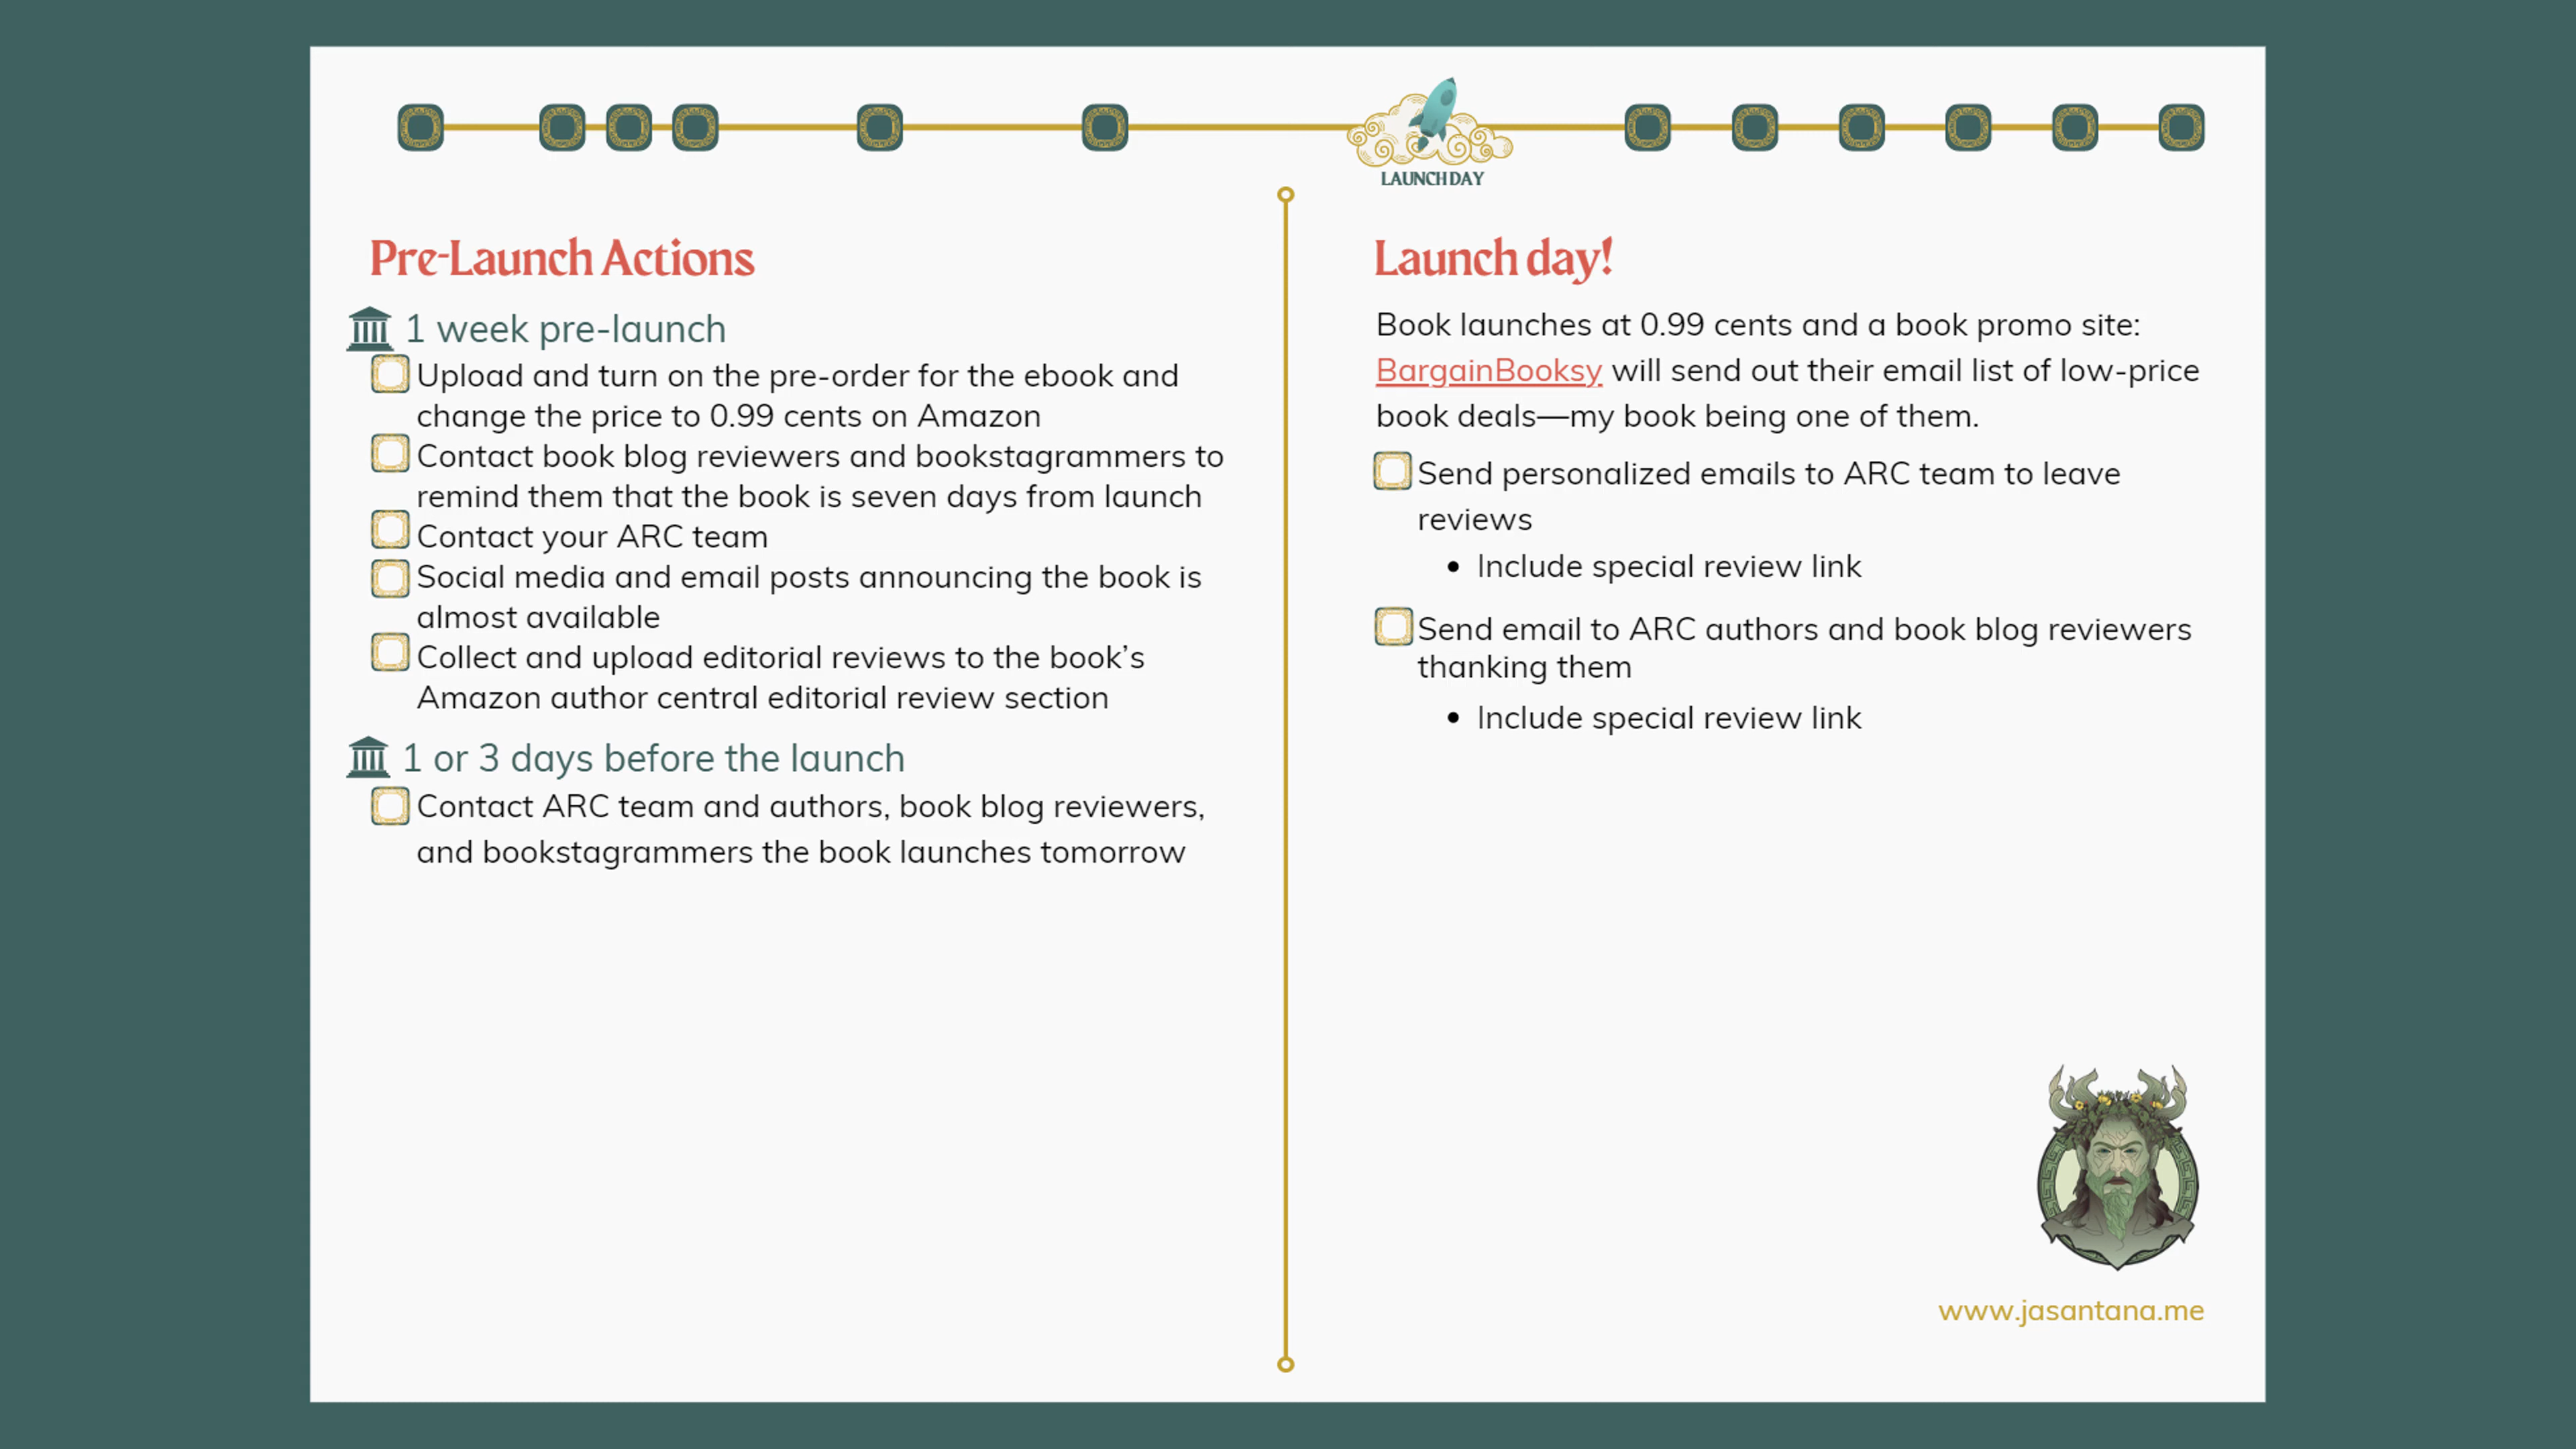 LAUNCH DAY
Pre-Launch Actions
1 week pre-launch
Upload and turn on the pre-order for the ebook and
change the price to 0.99 cents on Amazon
Contact book blog reviewers and bookstagrammers to
remind them that the book is seven days from launch
Contact your ARC team
Social media and email posts announcing the book is
almost available
Collect and upload editorial reviews to the book’s
Amazon author central editorial review section
1 or 3 days before the launch
Contact ARC team and authors, book blog reviewers,
and bookstagrammers the book launches tomorrow
Launch day!
Book launches at 0.99 cents and a book promo site:
BargainBooksy will send out their email list of low-price
book deals—my book being one of them.
Send personalized emails to ARC team to leave
reviews
• Include special review link
Send email to ARC authors and book blog reviewers
thanking them
• Include special review link
www.jasantana.me